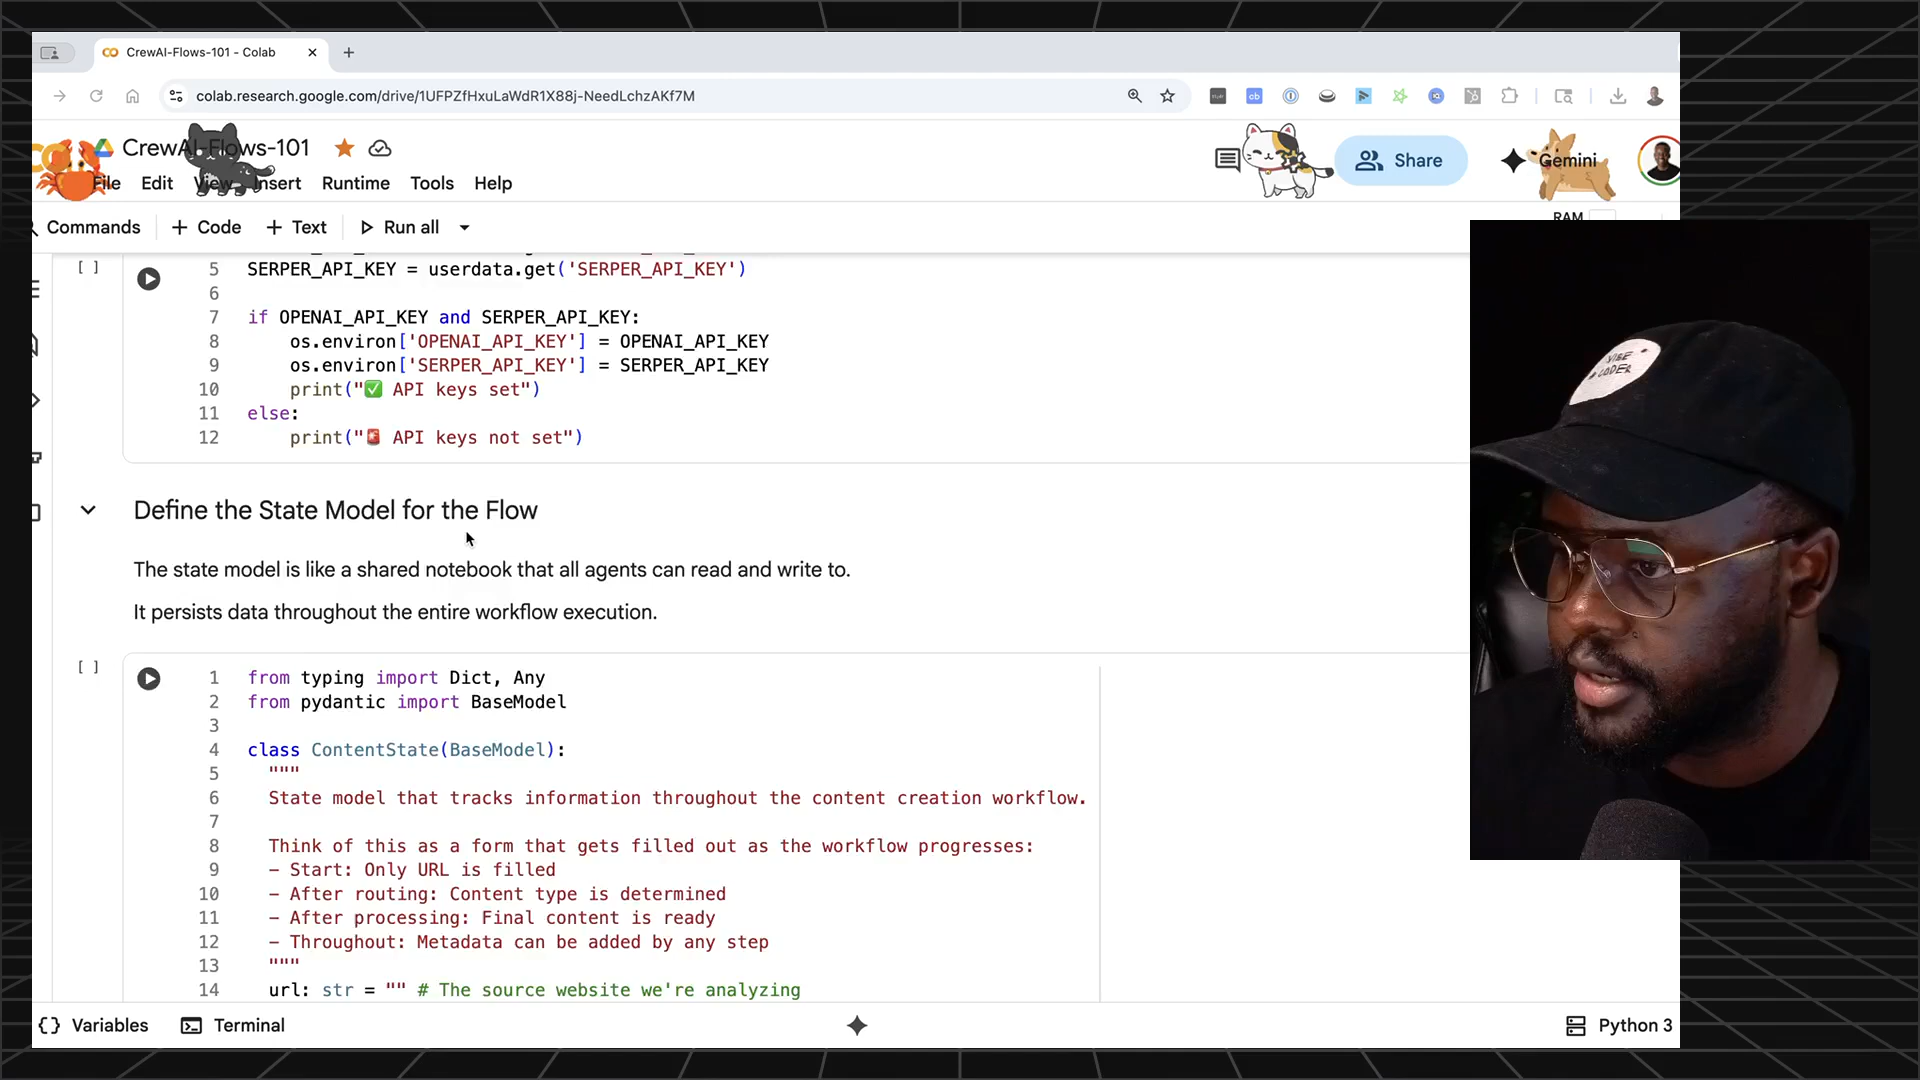 CrewAI-Flows-101 - Colab
colab.research.google.com/drive/1UFPZfHxuLaWdR1X88j-NeedLchzAKf7M
CrewAI-Flows-101
Share
Gemini
File Edit View Insert Runtime Tools Help
Commands + Code + Text Run all
RAM
[ ]
5 SERPER_API_KEY = userdata.get('SERPER_API_KEY')
6
7 if OPENAI_API_KEY and SERPER_API_KEY:
8 os.environ['OPENAI_API_KEY'] = OPENAI_API_KEY
9 os.environ['SERPER_API_KEY'] = SERPER_API_KEY
10 print("✅ API keys set")
11 else:
12 print("🚨 API keys not set")
VIBE
CODER
Define the State Model for the Flow
The state model is like a shared notebook that all agents can read and write to.
It persists data throughout the entire workflow execution.
[ ]
1 from typing import Dict, Any
2 from pydantic import BaseModel
3
4 class ContentState(BaseModel):
5 """
6 State model that tracks information throughout the content creation workflow.
7
8 Think of this as a form that gets filled out as the workflow progresses:
9 - Start: Only URL is filled
10 - After routing: Content type is determined
11 - After processing: Final content is ready
12 - Throughout: Metadata can be added by any step
13 """
14 url: str = "" # The source website we're analyzing
Variables
Terminal
Python 3